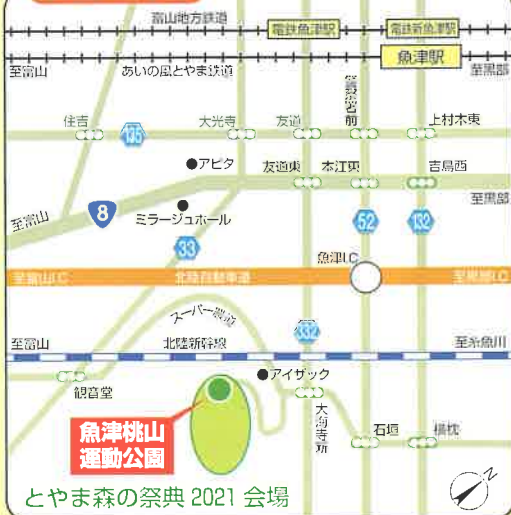 富山地方鉄道
電鉄魚津駅
電鉄新魚津駅
魚津駅
至富山
あいの風とやま鉄道
至黒部
住吉
135
大光寺
友道
上村木東
アピタ
友道東
本江東
吉島西
至富山
8
ミラージュホール
52
132
至黒部
33
魚津I.C
至富山I.C
北陸自動車道
至黒部I.C
スーパー農道
332
至富山
北陸新幹線
至糸魚川
観音堂
アイザック
大海寺新
石垣
横枕
魚津桃山
運動公園
とやま森の祭典 2021 会場
N